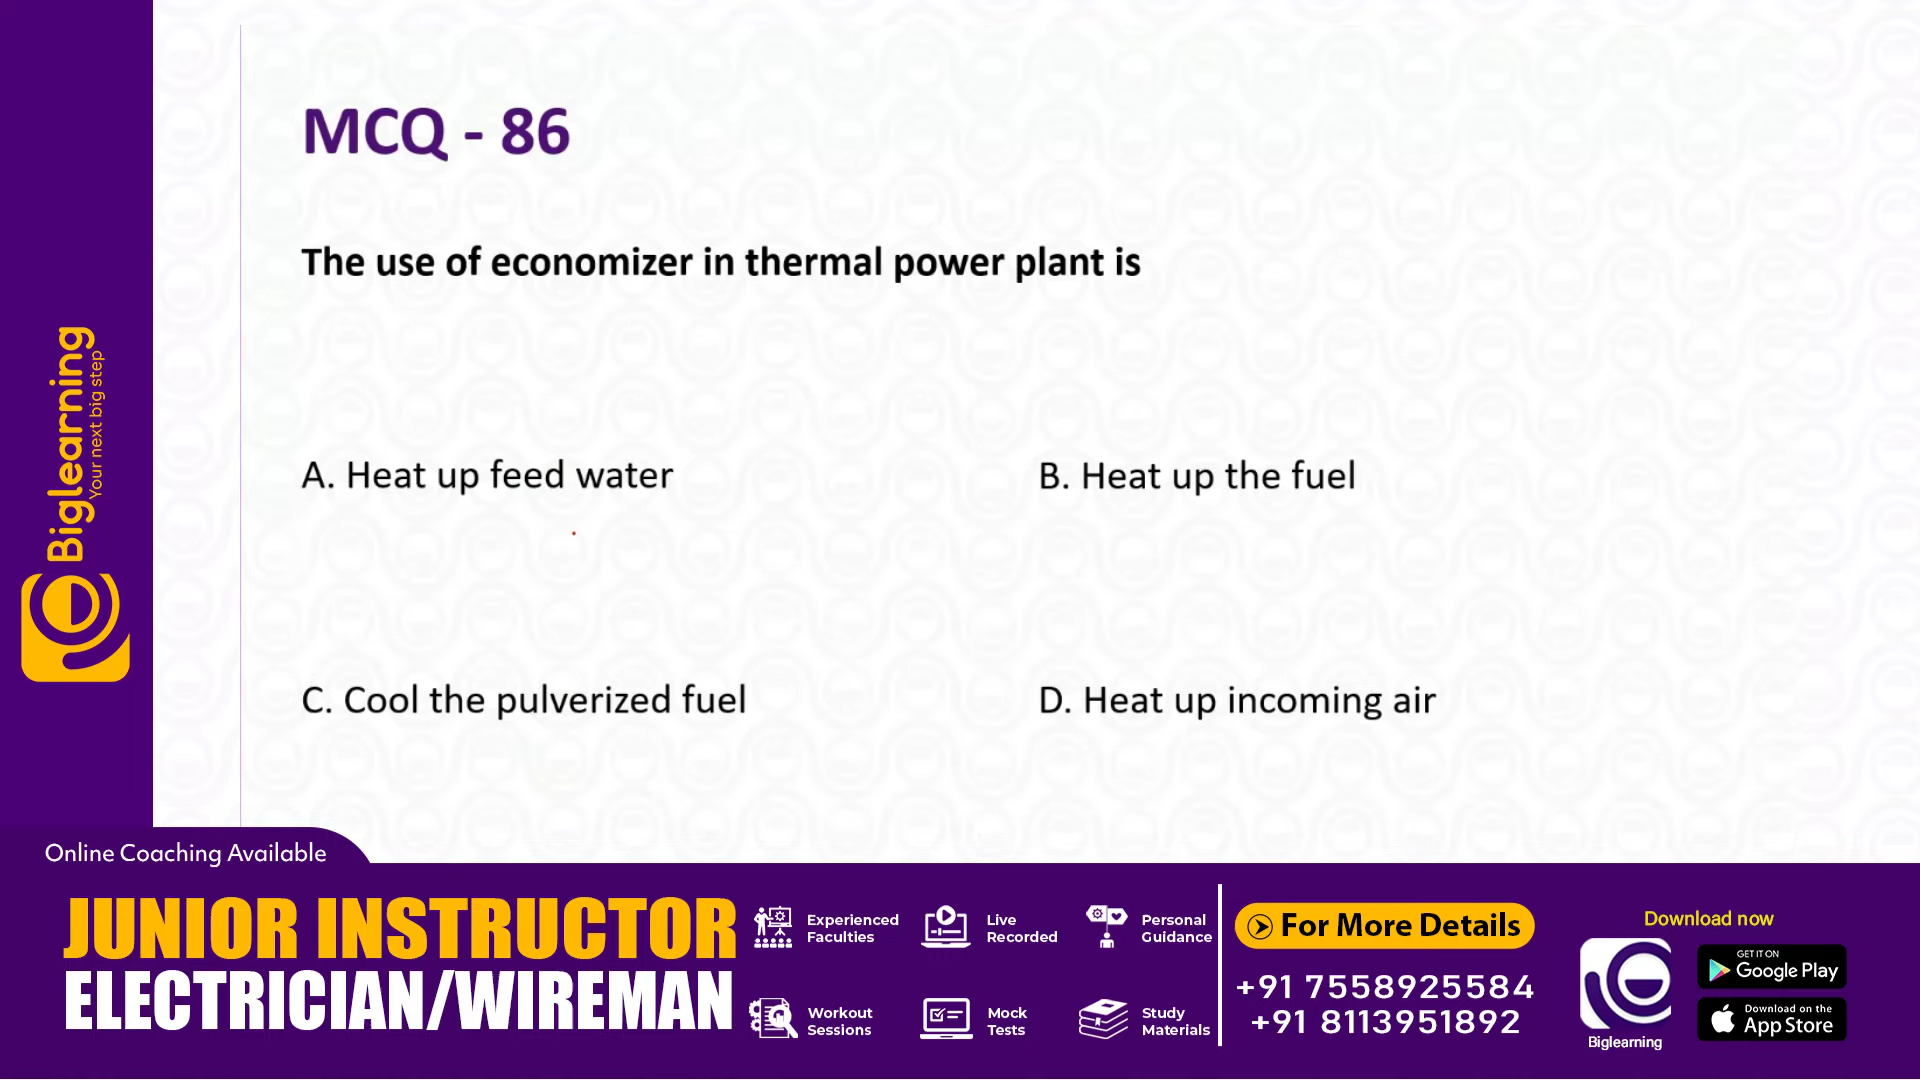 MCQ - 86
The use of economizer in thermal power plant is
A. Heat up feed water
B. Heat up the fuel
C. Cool the pulverized fuel
D. Heat up incoming air
Biglearning
Your next big step
Online Coaching Available
JUNIOR INSTRUCTOR
ELECTRICIAN/WIREMAN
Experienced
Faculties
Live
Recorded
Personal
Guidance
Workout
Sessions
Mock
Tests
Study
Materials
For More Details
+91 7558925584
+91 8113951892
Download now
Biglearning
GET IT ON
Google Play
Download on the
App Store